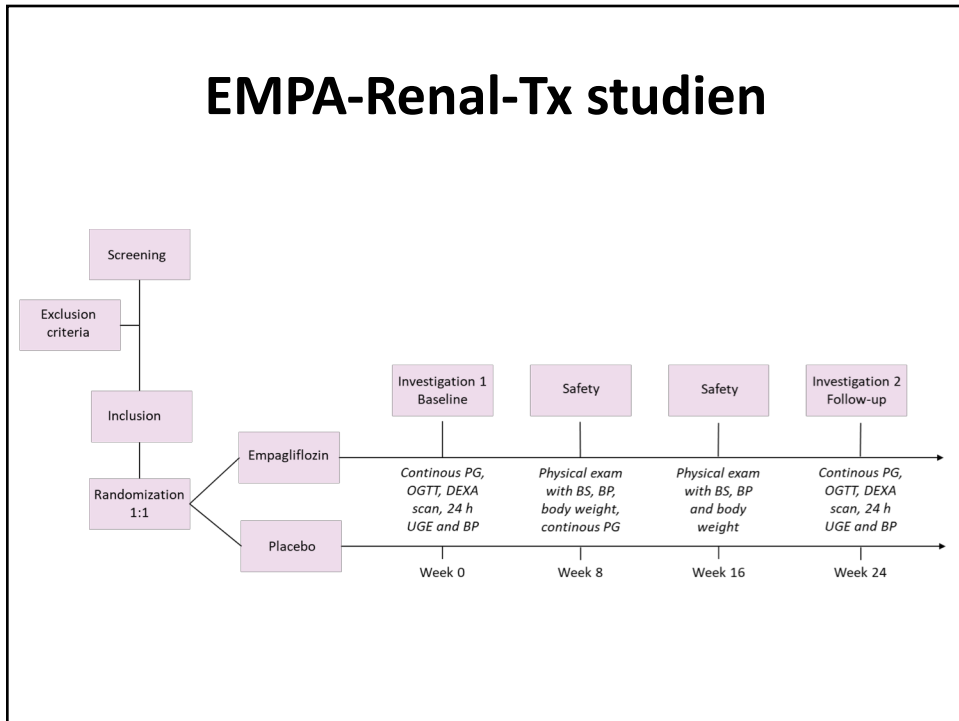 EMPA-Renal-Tx studien
Screening
Exclusion
criteria
Inclusion
Randomization
1:1
Empagliflozin
Placebo
Investigation 1
Baseline
Safety
Safety
Investigation 2
Follow-up
Continous PG,
OGTT, DEXA
scan, 24 h
UGE and BP
Physical exam
with BS, BP,
body weight,
continous PG
Physical exam
with BS, BP
and body
weight
Continous PG,
OGTT, DEXA
scan, 24 h
UGE and BP
Week 0
Week 8
Week 16
Week 24